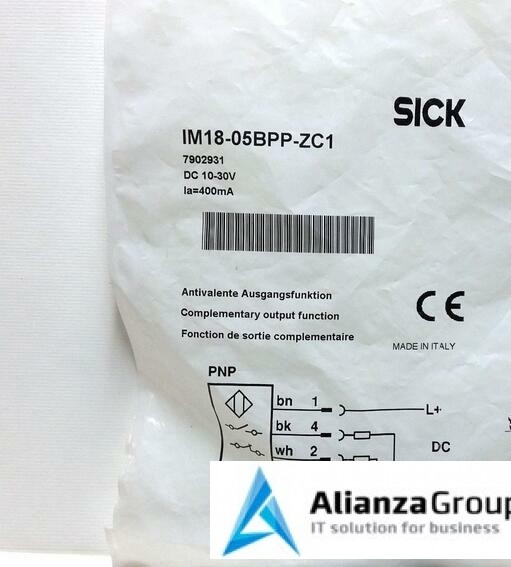 SICK
IM18-05BPP-ZC1
7902931
DC 10-30V
Ia=400mA
Antivalente Ausgangsfunktion
Complementary output function
Fonction de sortie complementaire
CE
MADE IN ITALY
PNP
bn 1 L+
bk 4
wh 2 DC
AlianzaGroup
IT solution for business